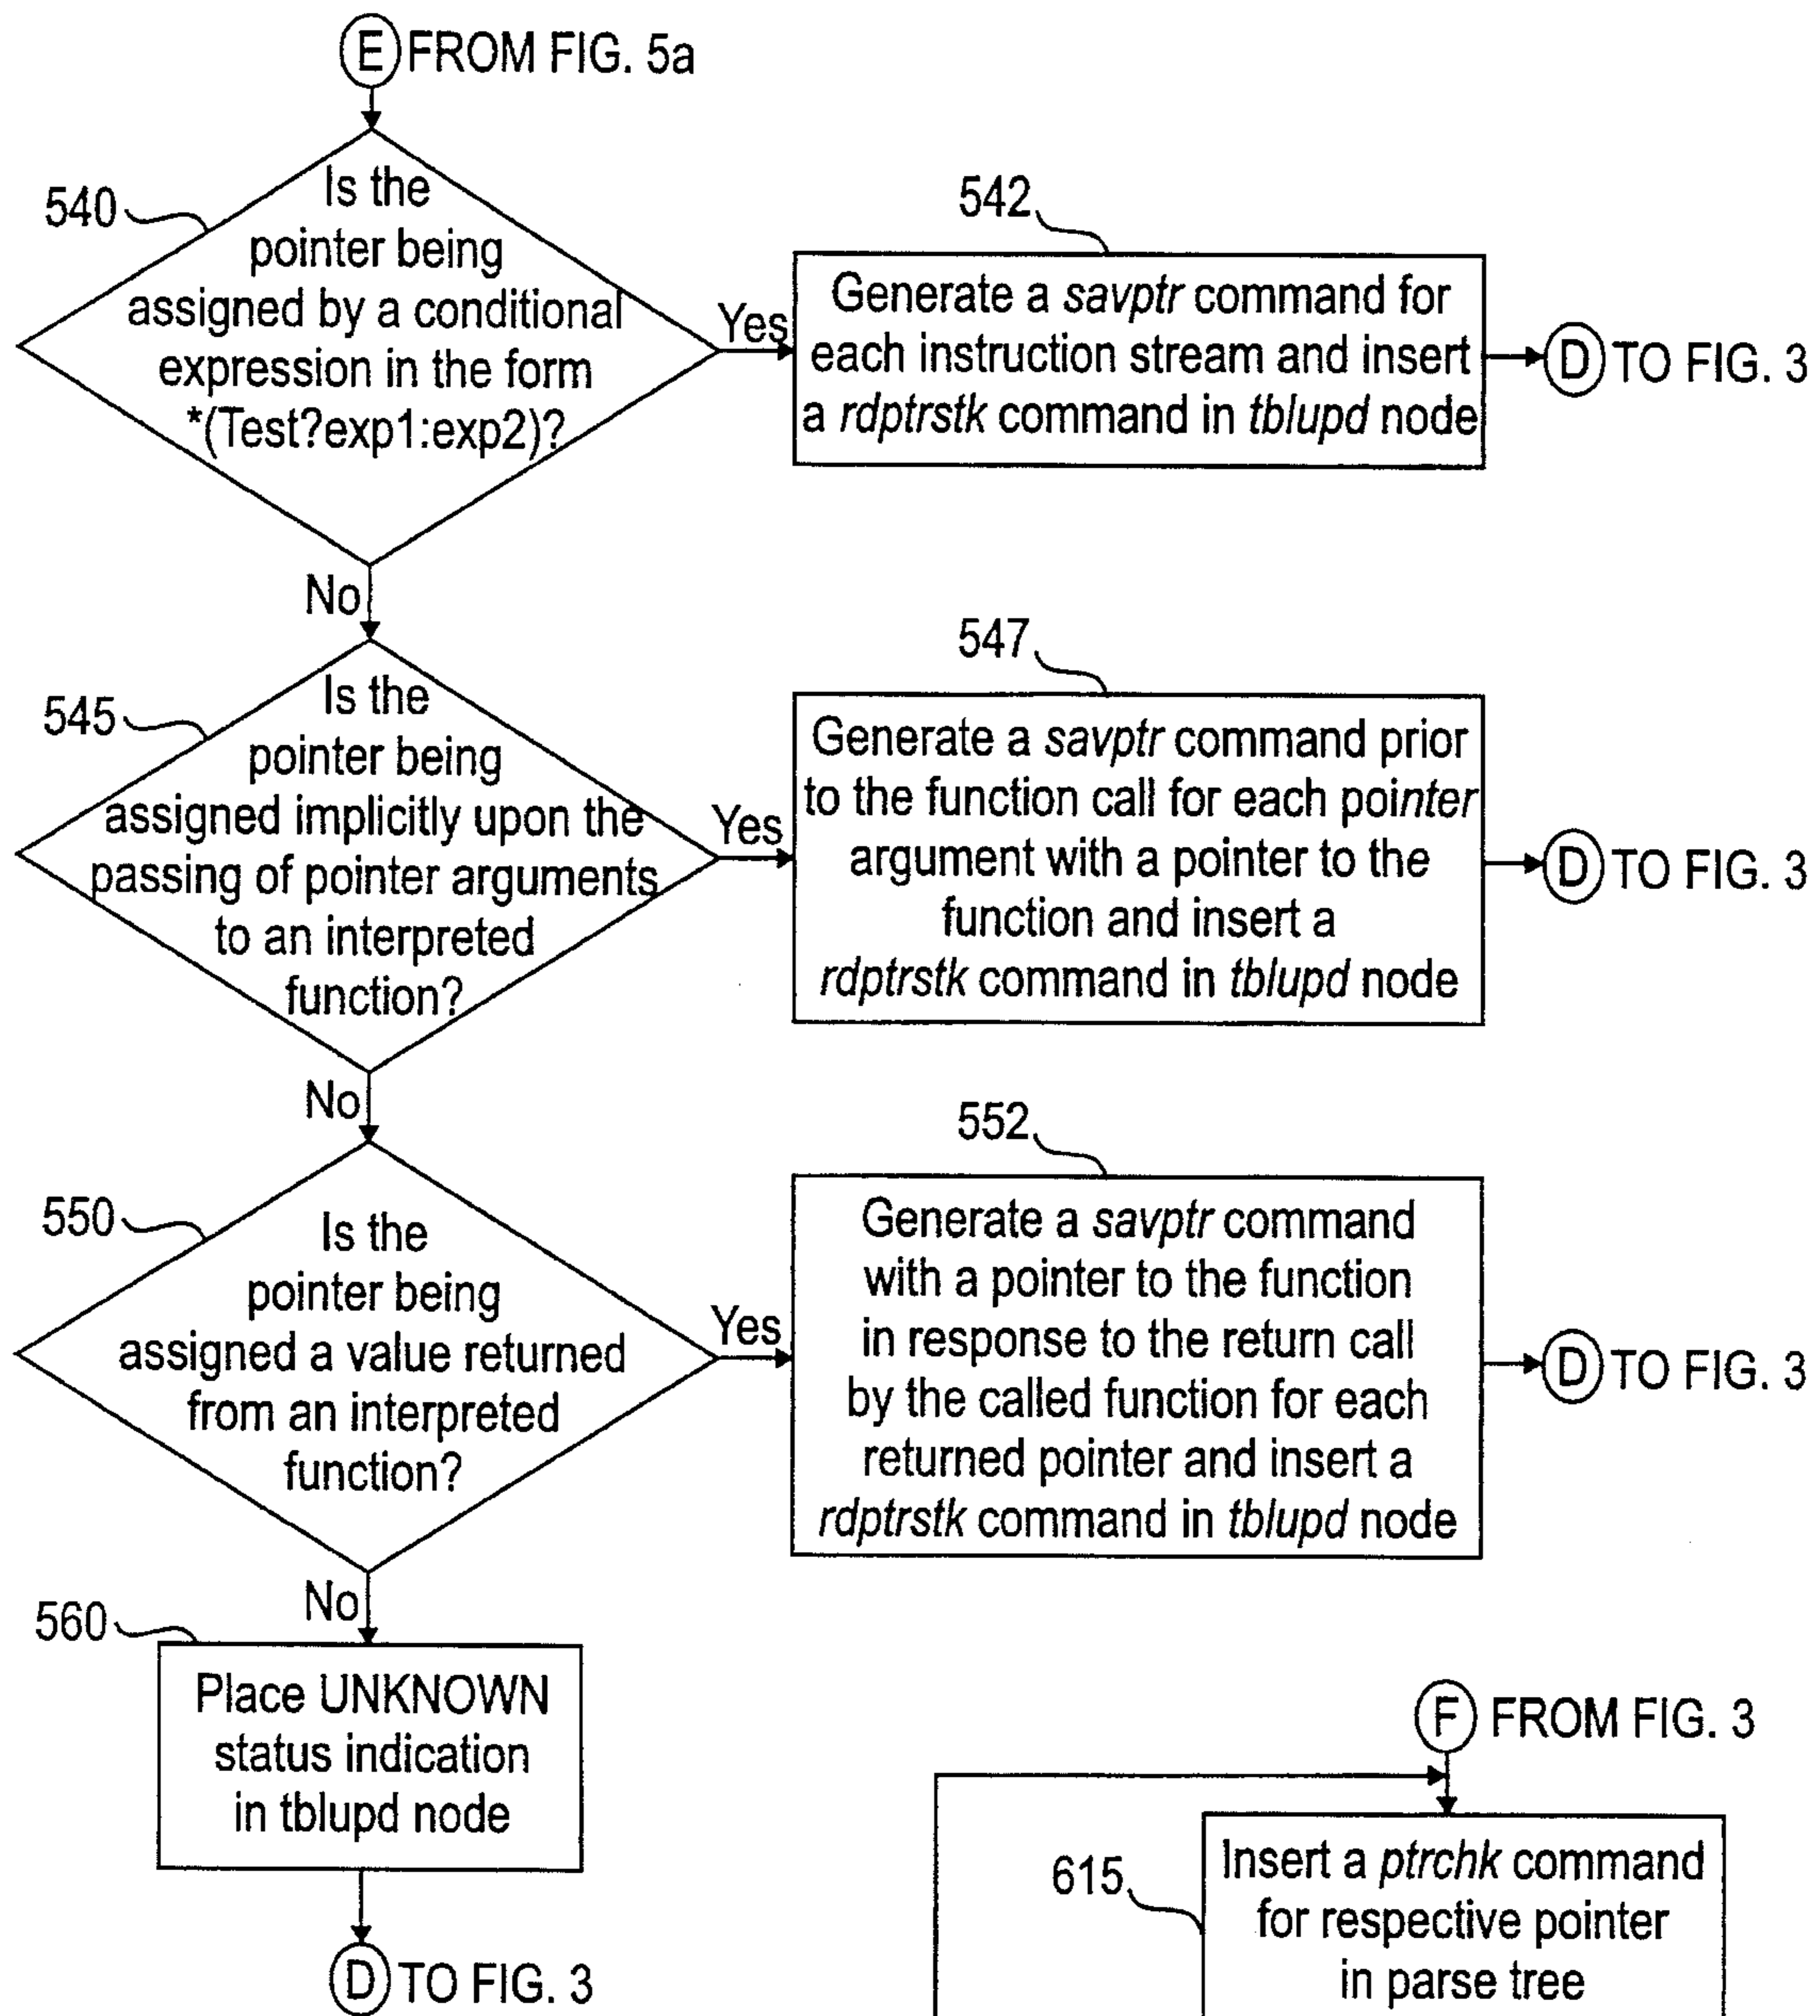 E FROM FIG. 5a
540
Is the
pointer being
assigned by a conditional
expression in the form
*(Test?exp1:exp2)?
Yes
542
Generate a savptr command for
each instruction stream and insert
a rdptrstk command in tblupd node
D TO FIG. 3
No
545
Is the
pointer being
assigned implicitly upon the
passing of pointer arguments
to an interpreted
function?
Yes
547
Generate a savptr command prior
to the function call for each pointer
argument with a pointer to the
function and insert a
rdptrstk command in tblupd node
D TO FIG. 3
No
550
Is the
pointer being
assigned a value returned
from an interpreted
function?
Yes
552
Generate a savptr command
with a pointer to the function
in response to the return call
by the called function for each
returned pointer and insert a
rdptrstk command in tblupd node
D TO FIG. 3
No
560
Place UNKNOWN
status indication
in tblupd node
D TO FIG. 3
F FROM FIG. 3
615
Insert a ptrchk command
for respective pointer
in parse tree